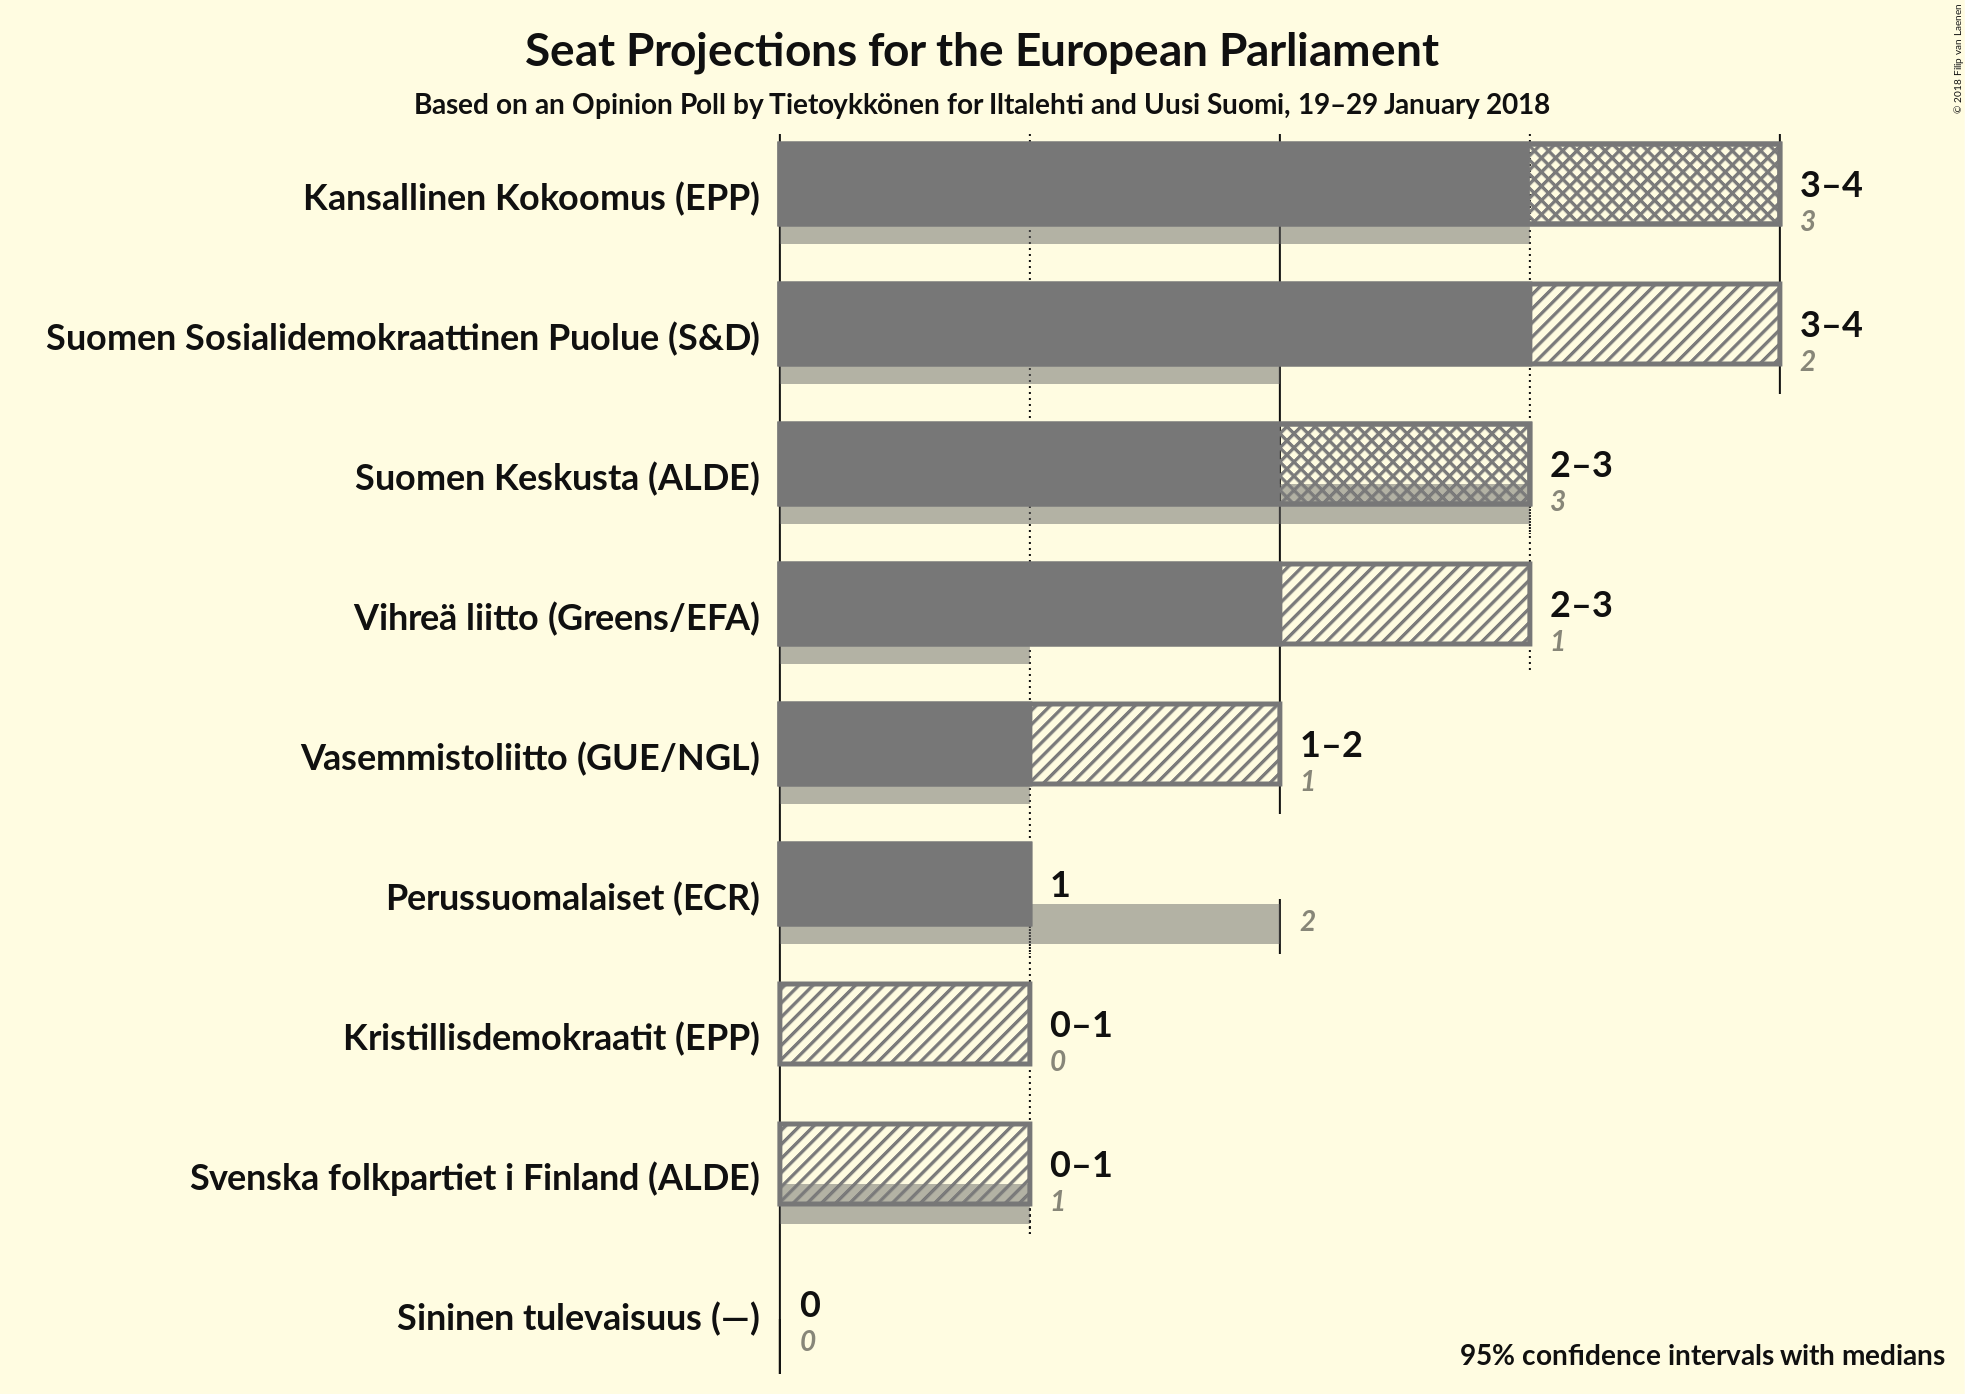 Seat Projections for the European Parliament
Based on an Opinion Poll by Tietoykkönen for Iltalehti and Uusi Suomi, 19–29 January 2018
© 2018 Filip van Laenen
Kansallinen Kokoomus (EPP)
3–4
3
Suomen Sosialidemokraattinen Puolue (S&D)
3–4
2
Suomen Keskusta (ALDE)
2–3
3
Vihreä liitto (Greens/EFA)
2–3
1
Vasemmistoliitto (GUE/NGL)
1–2
1
Perussuomalaiset (ECR)
1
2
Kristillisdemokraatit (EPP)
0–1
0
Svenska folkpartiet i Finland (ALDE)
0–1
1
Sininen tulevaisuus (—)
0
0
95% confidence intervals with medians